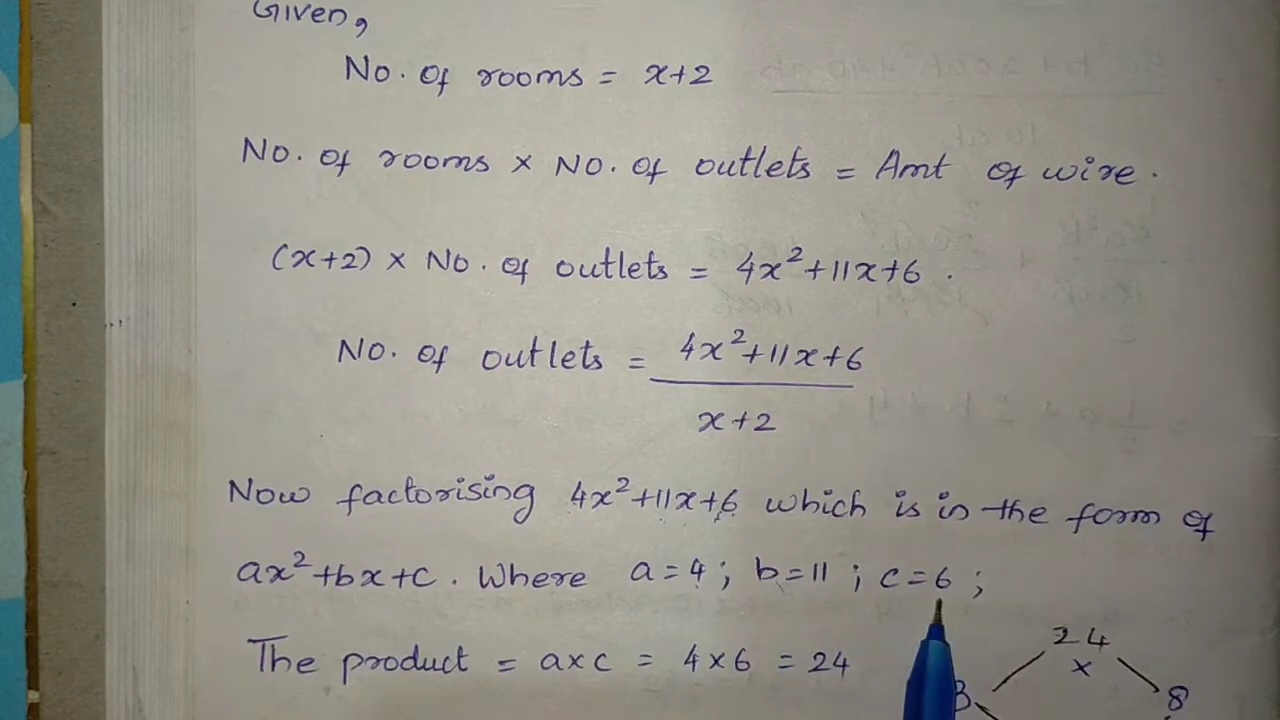 Given,
No. of rooms = x+2
No. of rooms × No. of outlets = Amt of wire.
(x+2) × No. of outlets = 4x²+11x+6.
No. of outlets = 4x²+11x+6
x+2
Now factorising 4x²+11x+6 which is in the form of
ax²+bx+c. Where a=4; b=11; c=6;
The product = a×c = 4×6 = 24
24
×
3 8